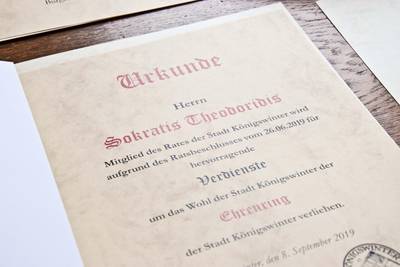 Urkunde
Herrn
Sokratis Theodoridis
Mitglied des Rates der Stadt Königswinter wird
aufgrund des Ratsbeschlusses vom 26.06.2019 für
hervorragende
Verdienste
um das Wohl der Stadt Königswinter der
Ehrenring
der Stadt Königswinter verliehen.
den 8. September 2019